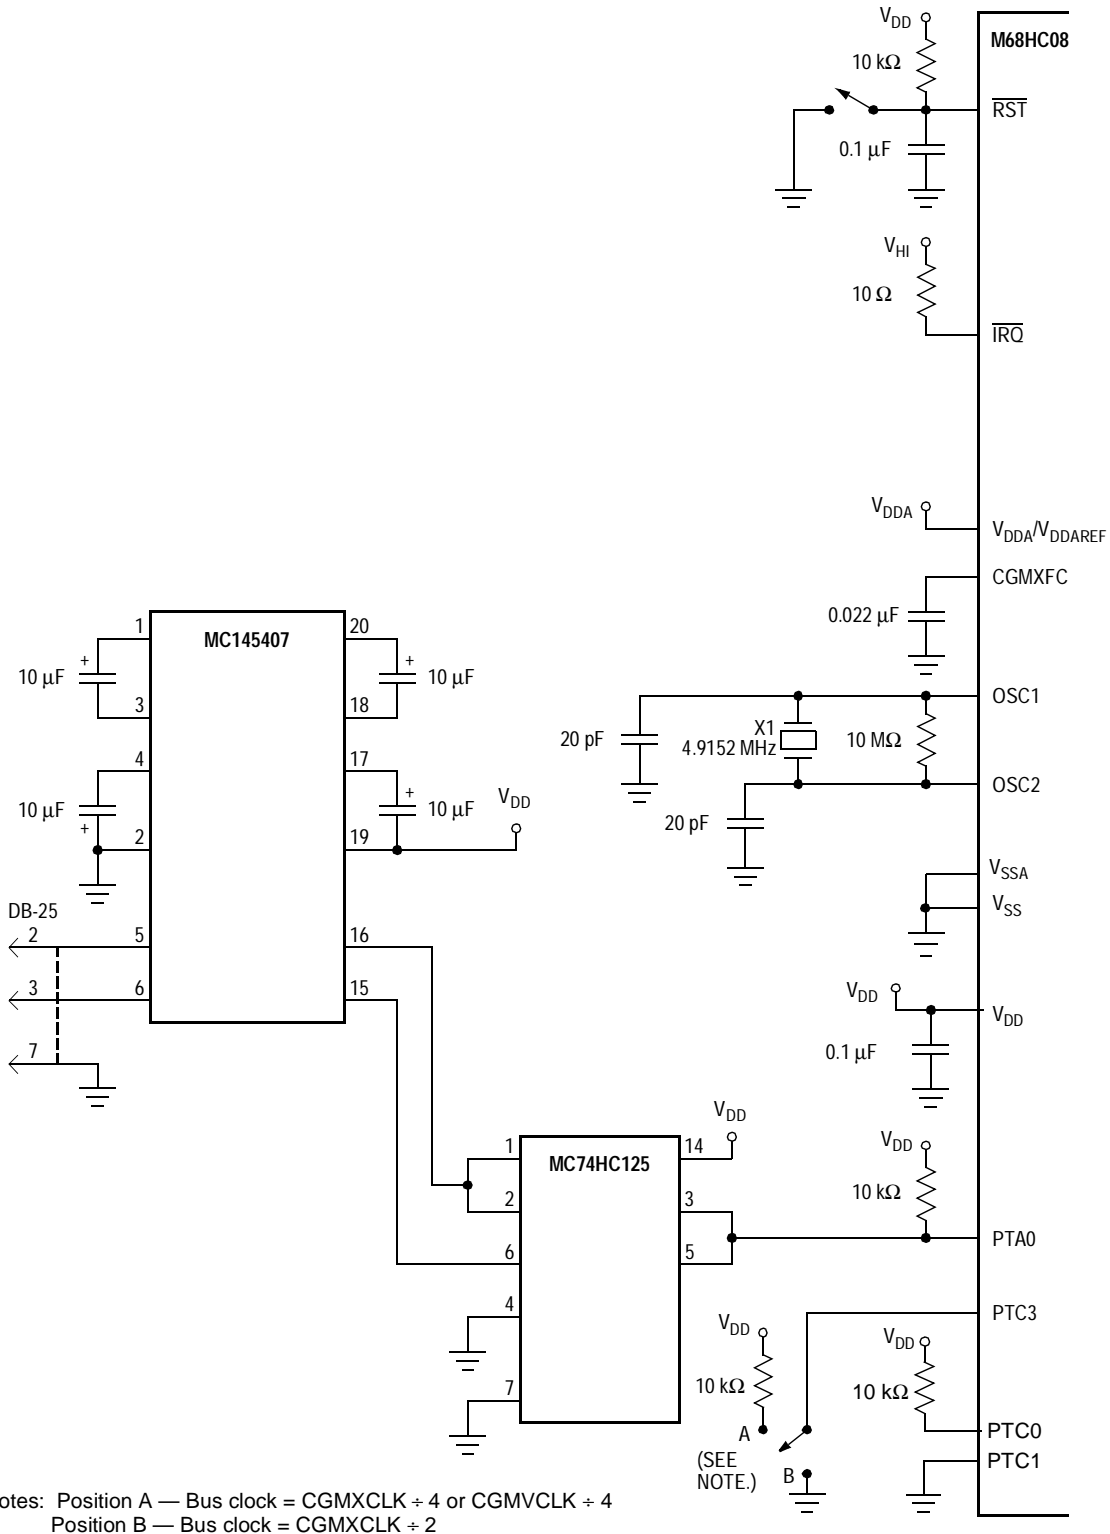 VDD
M68HC08
10 kΩ
RST
0.1 µF
VHI
10 Ω
IRQ
VDDA
VDDA/VDDAREF
CGMXFC
0.022 µF
1
MC145407
20
10 µF
+
+
10 µF
3
18
OSC1
20 pF
X1
4.9152 MHz
10 MΩ
4
17
OSC2
10 µF
+
+
10 µF
VDD
2
19
20 pF
VSSA
VSS
DB-25
2
5
16
3
6
15
VDD
VDD
0.1 µF
7
VDD
1
MC74HC125
14
VDD
10 kΩ
2
3
PTA0
6
5
4
PTC3
VDD
VDD
7
10 kΩ
10 kΩ
A
PTC0
(SEE
NOTE.)
B
PTC1
otes: Position A — Bus clock = CGMXCLK ÷ 4 or CGMVCLK ÷ 4
Position B — Bus clock = CGMXCLK ÷ 2